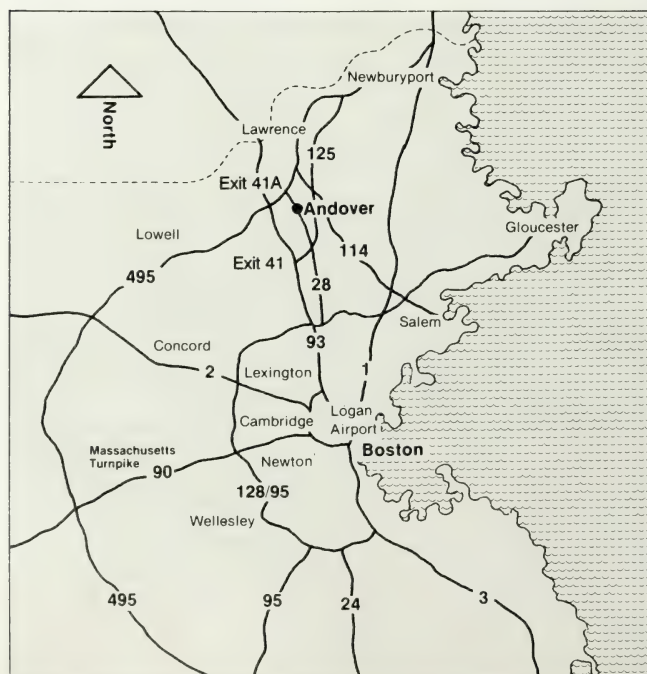 Newburyport
North
Lawrence
125
Exit 41A
Andover
Gloucester
Lowell
Exit 41
114
495
28
Salem
93
Concord
Lexington
1
2
Logan
Airport
Cambridge
Boston
Massachusetts
Turnpike
90
Newton
128/95
Wellesley
495
95
24
3